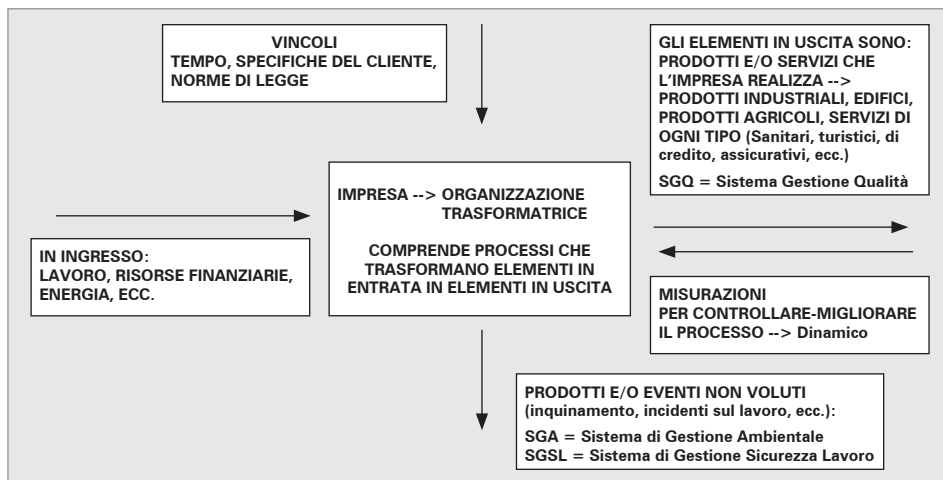 VINCOLI
TEMPO, SPECIFICHE DEL CLIENTE,
NORME DI LEGGE
GLI ELEMENTI IN USCITA SONO:
PRODOTTI E/O SERVIZI CHE
L'IMPRESA REALIZZA -->
PRODOTTI INDUSTRIALI, EDIFICI,
PRODOTTI AGRICOLI, SERVIZI DI
OGNI TIPO (Sanitari, turistici, di
credito, assicurativi, ecc.)
SGQ = Sistema Gestione Qualità
IMPRESA --> ORGANIZZAZIONE
TRASFORMATRICE
COMPRENDE PROCESSI CHE
TRASFORMANO ELEMENTI IN
ENTRATA IN ELEMENTI IN USCITA
IN INGRESSO:
LAVORO, RISORSE FINANZIARIE,
ENERGIA, ECC.
MISURAZIONI
PER CONTROLLARE-MIGLIORARE
IL PROCESSO --> Dinamico
PRODOTTI E/O EVENTI NON VOLUTI
(inquinamento, incidenti sul lavoro, ecc.):
SGA = Sistema di Gestione Ambientale
SGSL = Sistema di Gestione Sicurezza Lavoro